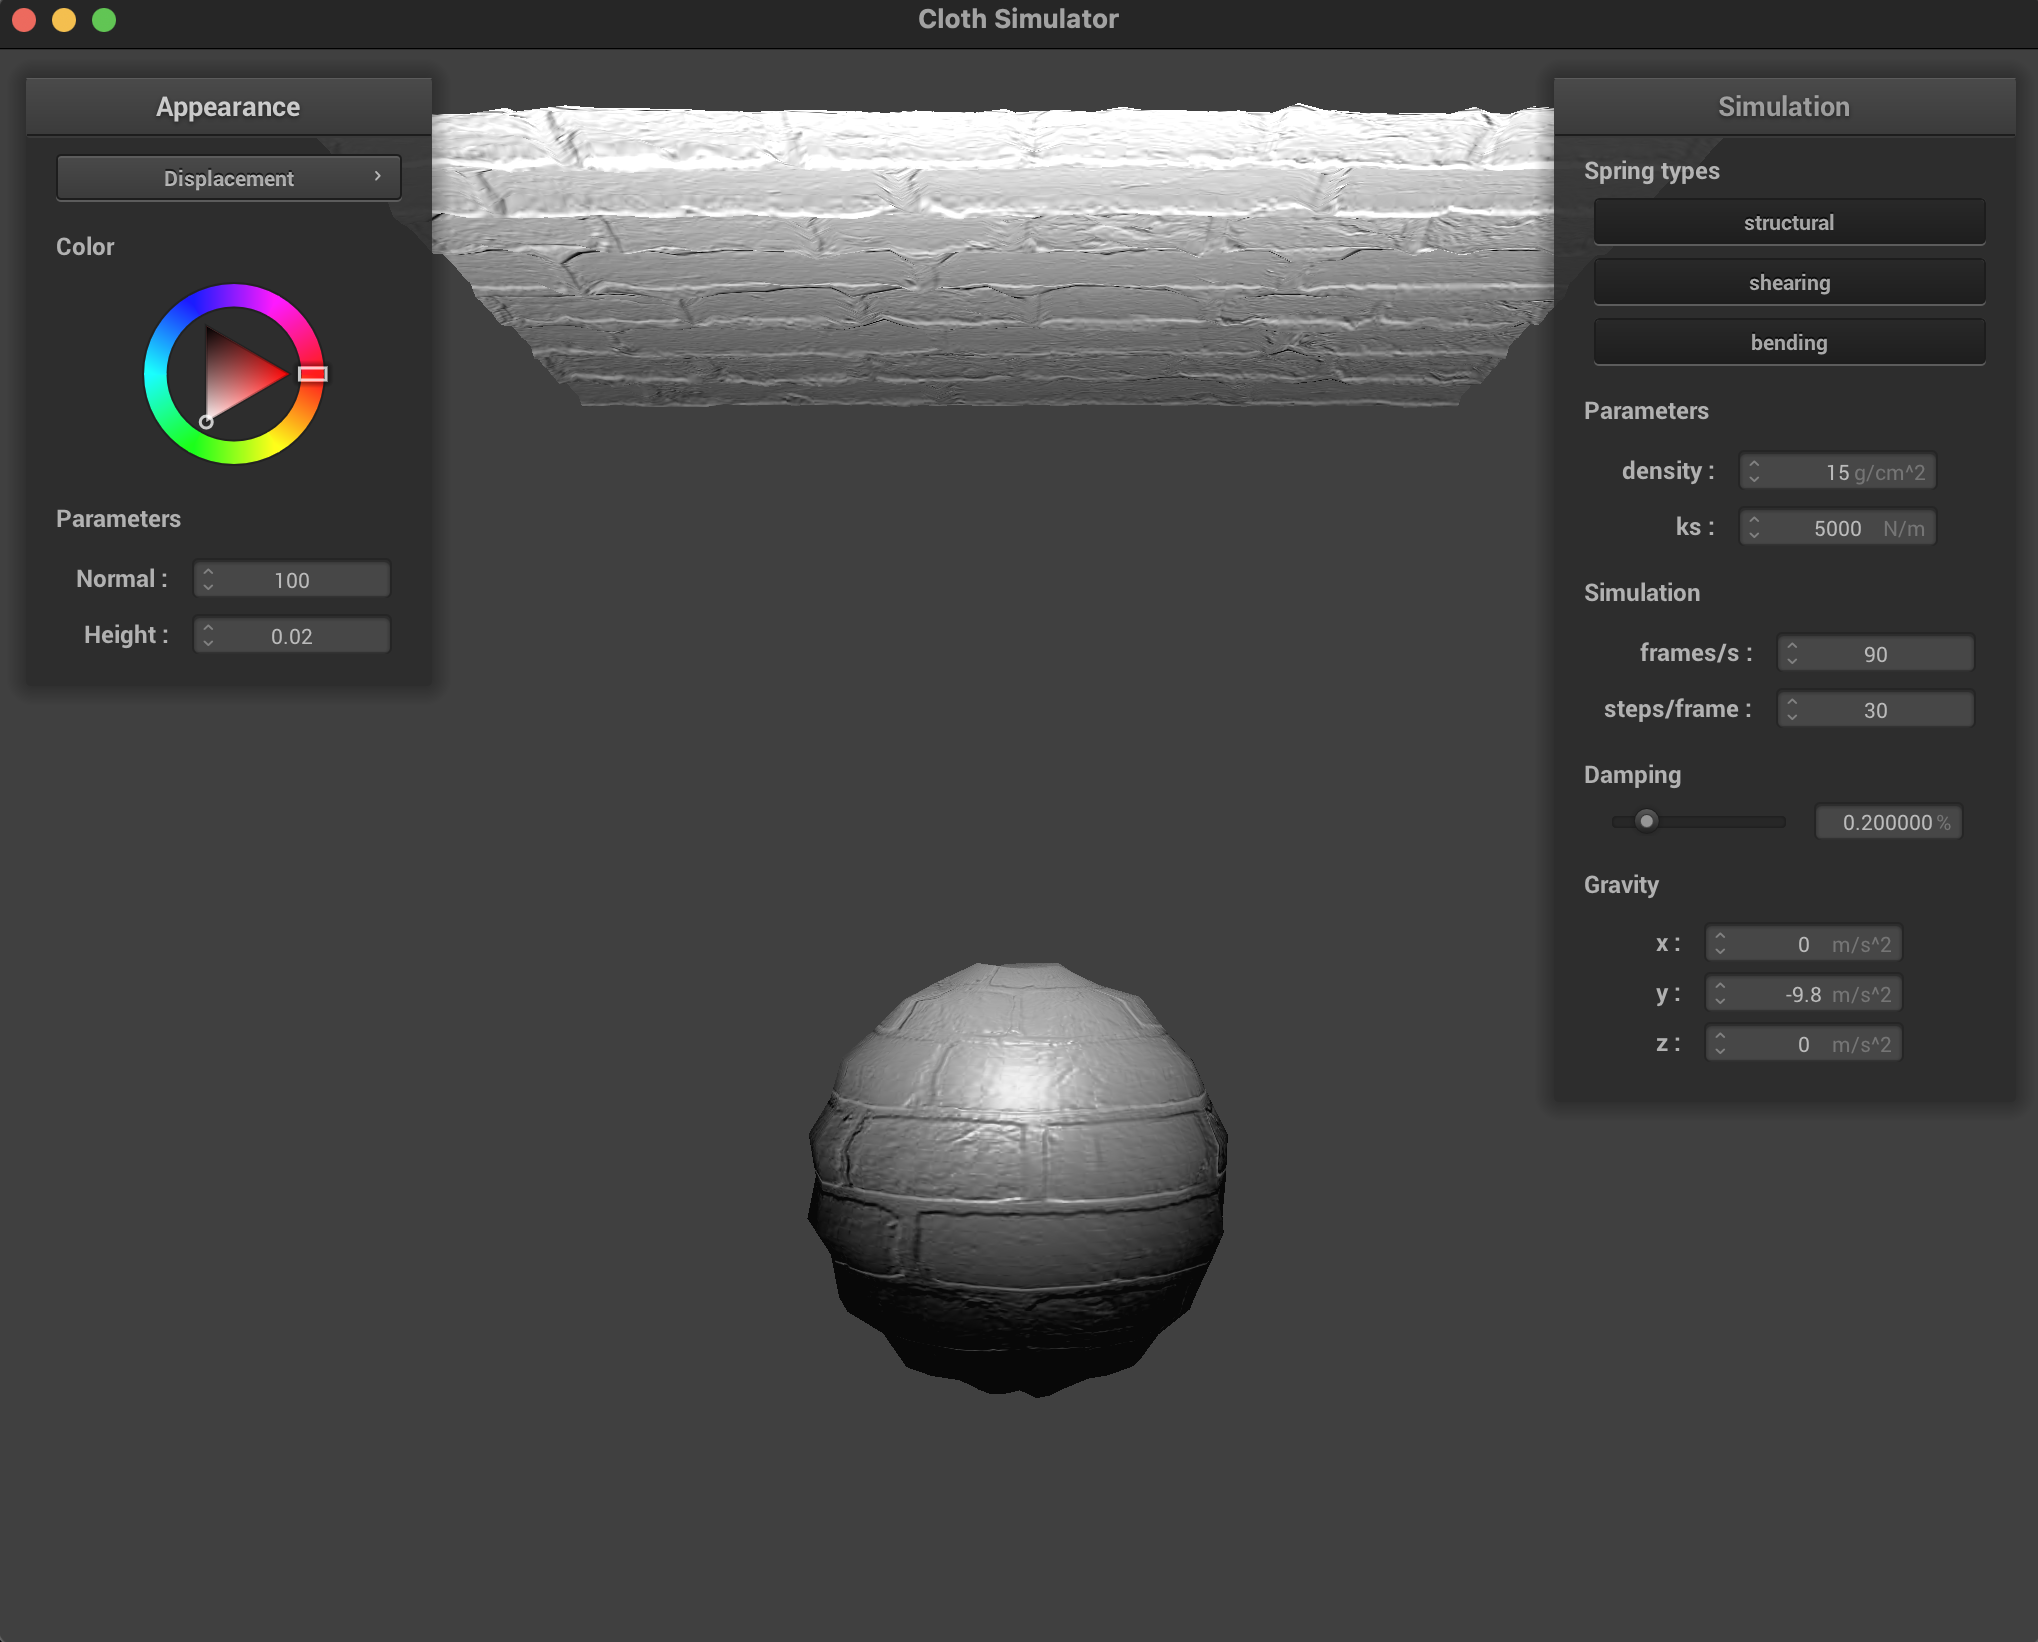 Cloth Simulator
Appearance
Displacement
Color
Parameters
Normal : 100
Height : 0.02
Simulation
Spring types
structural
shearing
bending
Parameters
density : 15 g/cm^2
ks : 5000 N/m
Simulation
frames/s : 90
steps/frame : 30
Damping
0.200000 %
Gravity
x : 0 m/s^2
y : -9.8 m/s^2
z : 0 m/s^2